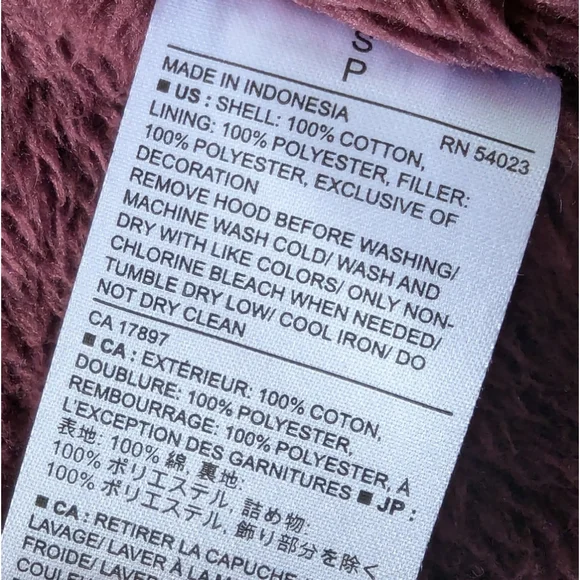 S
P
MADE IN INDONESIA RN 54023
■ US : SHELL: 100% COTTON,
LINING: 100% POLYESTER, FILLER:
100% POLYESTER, EXCLUSIVE OF
DECORATION
REMOVE HOOD BEFORE WASHING/
MACHINE WASH COLD/ WASH AND
DRY WITH LIKE COLORS/ ONLY NON-
CHLORINE BLEACH WHEN NEEDED/
TUMBLE DRY LOW/ COOL IRON/ DO
NOT DRY CLEAN
CA 17897
■ CA : EXTÉRIEUR: 100% COTON,
DOUBLURE: 100% POLYESTER,
REMBOURRAGE: 100% POLYESTER, A
L'EXCEPTION DES GARNITURES ■ JP :
表地: 100% 綿, 裏地:
100% ポリエステル, 詰め物:
100% ポリエステル, 飾り部分を除く
■ CA : RETIRER LA CAPUCHE
LAVAGE/ LAVER À LA
FROIDE/ LAVER